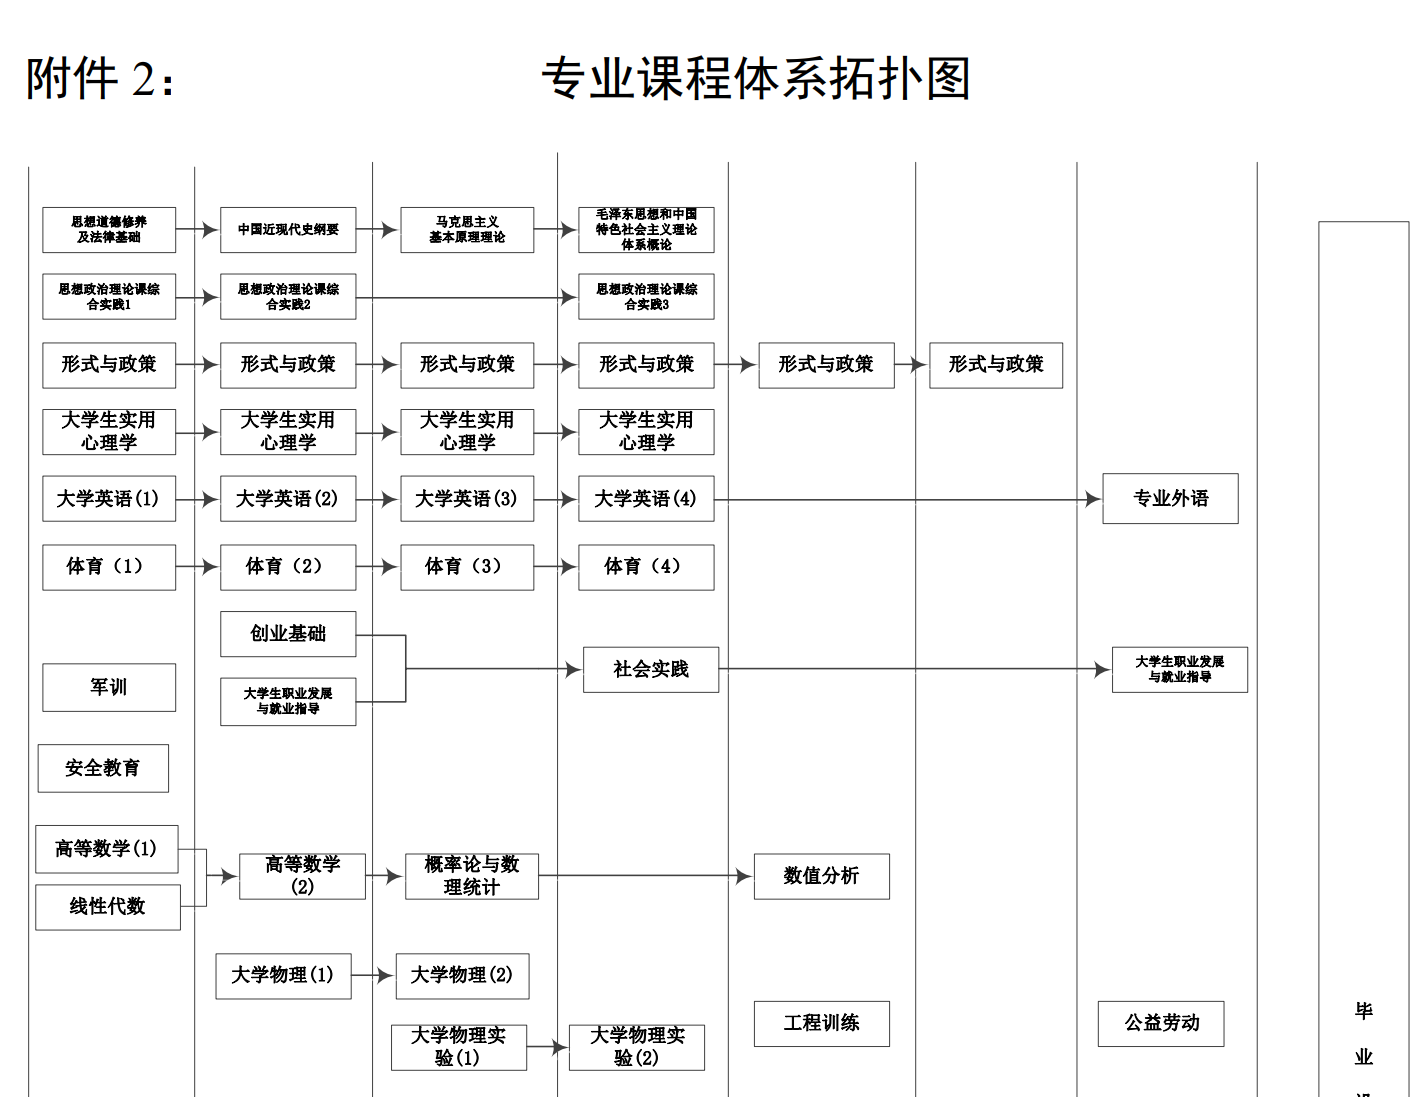 附件 2：
专业课程体系拓扑图
思想道德修养
及法律基础
中国近现代史纲要
马克思主义
基本原理理论
毛泽东思想和中国
特色社会主义理论
体系概论
思想政治理论课综
合实践1
思想政治理论课综
合实践2
思想政治理论课综
合实践3
形式与政策
形式与政策
形式与政策
形式与政策
形式与政策
形式与政策
大学生实用
心理学
大学生实用
心理学
大学生实用
心理学
大学生实用
心理学
大学英语(1)
大学英语(2)
大学英语(3)
大学英语(4)
专业外语
体育（1）
体育（2）
体育（3）
体育（4）
创业基础
军训
大学生职业发展
与就业指导
社会实践
大学生职业发展
与就业指导
安全教育
高等数学(1)
线性代数
高等数学
(2)
概率论与数
理统计
数值分析
大学物理(1)
大学物理(2)
大学物理实
验(1)
大学物理实
验(2)
工程训练
公益劳动
毕
业